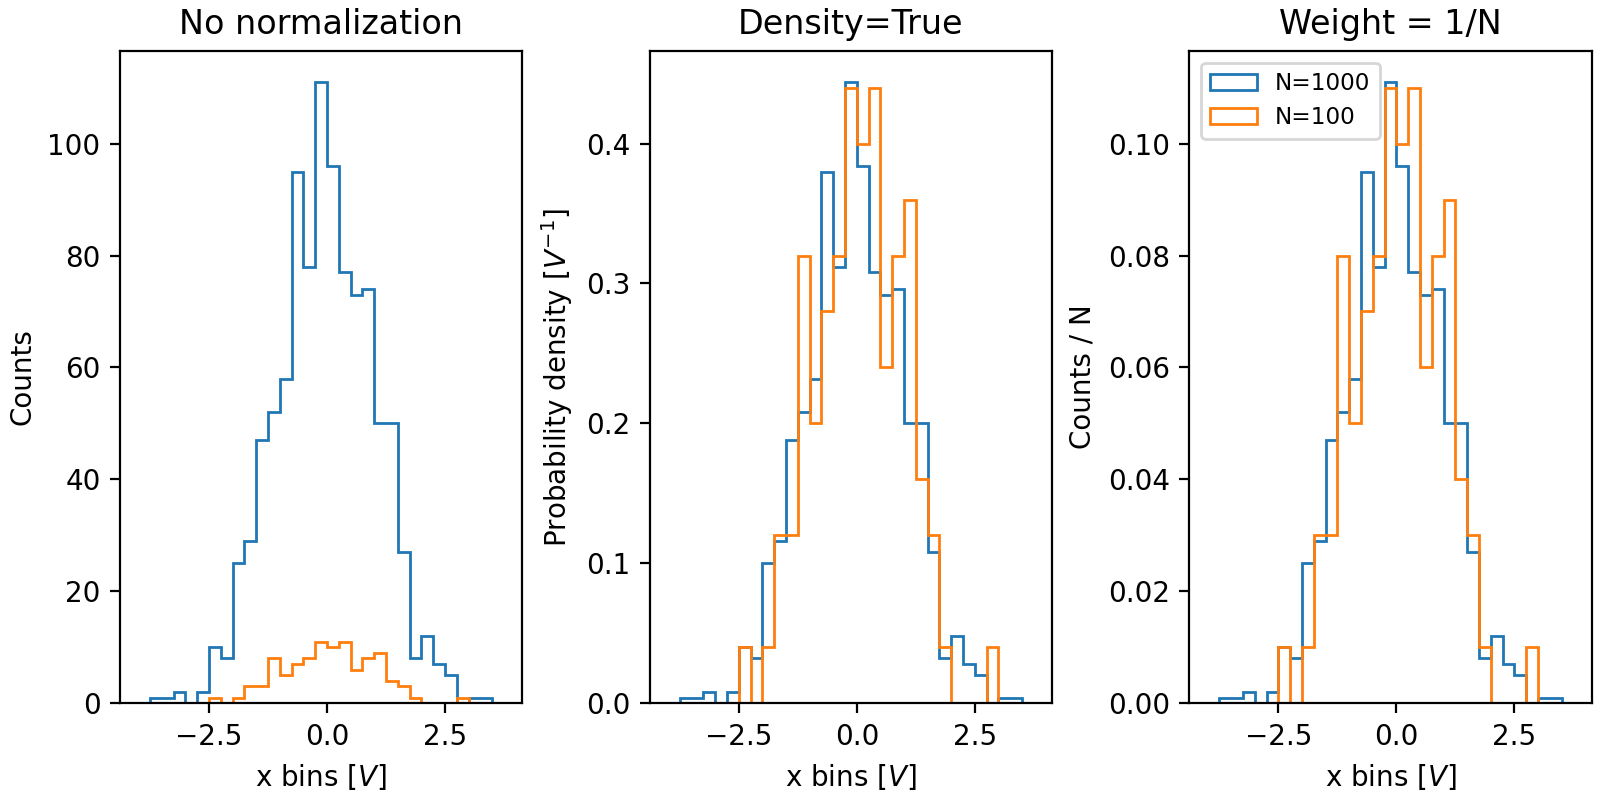 No normalization
Counts
100
80
60
40
20
0
−2.5 0.0 2.5
x bins [V]
Density=True
Probability density [V⁻¹]
0.4
0.3
0.2
0.1
0.0
−2.5 0.0 2.5
x bins [V]
Weight = 1/N
N=1000
N=100
Counts / N
0.10
0.08
0.06
0.04
0.02
0.00
−2.5 0.0 2.5
x bins [V]